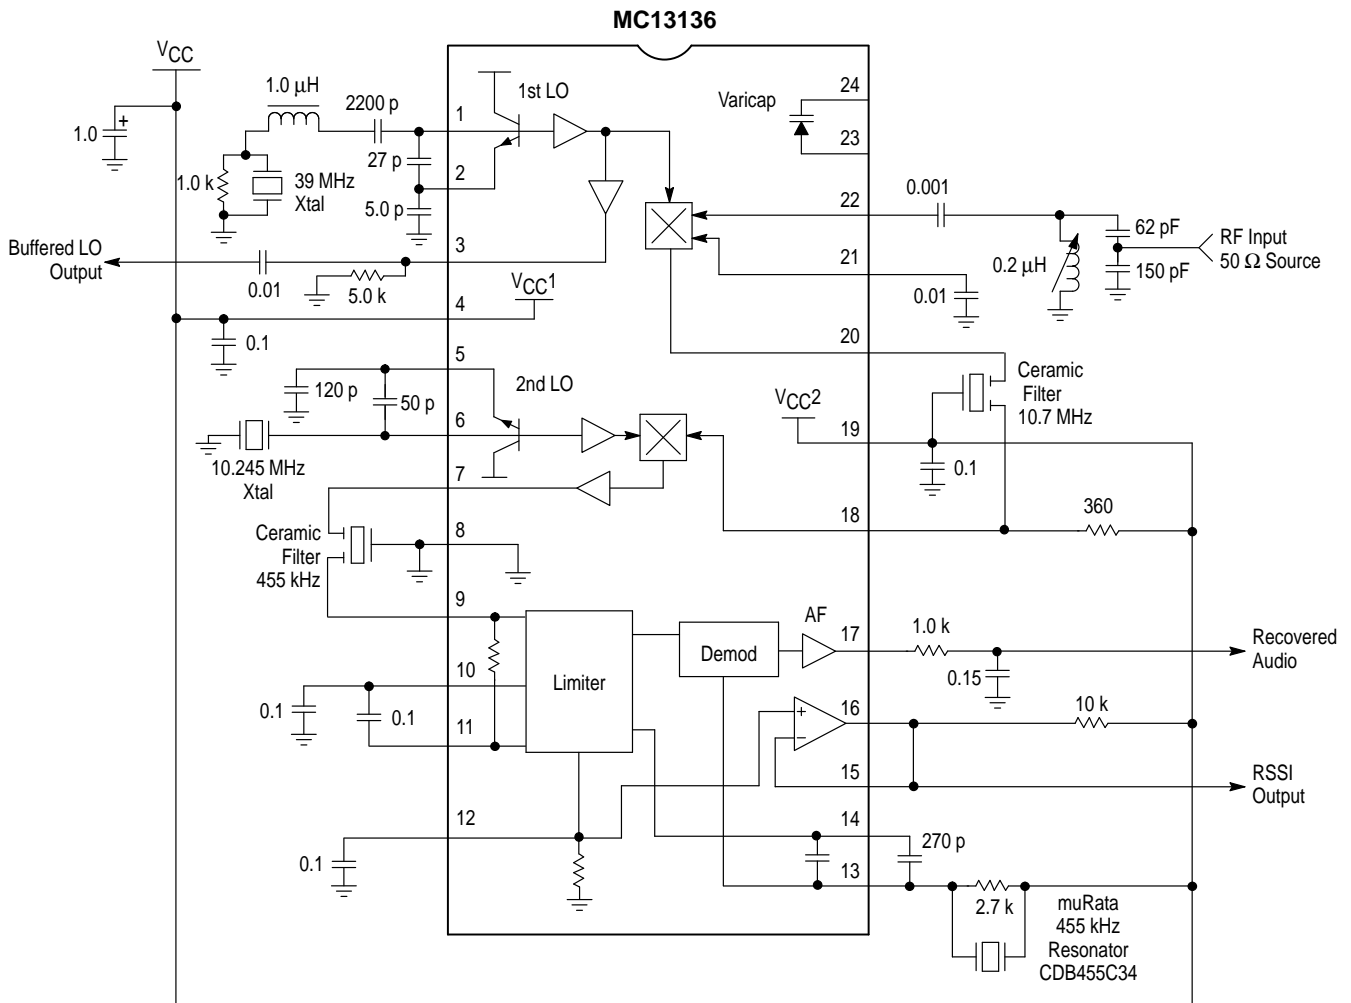 MC13136
VCC
1.0
+
1.0 µH
2200 p
1
1st LO
27 p
2
1.0 k
39 MHz
Xtal
5.0 p
3
Buffered LO
Output
0.01
5.0 k
VCC1
4
0.1
5
120 p
50 p
2nd LO
6
10.245 MHz
Xtal
7
Ceramic
Filter
455 kHz
8
9
10
0.1
0.1
11
Limiter
12
0.1
Varicap
24
23
22
0.001
62 pF
RF Input
50 Ω Source
150 pF
0.2 µH
21
0.01
20
Ceramic
Filter
10.7 MHz
VCC2
19
0.1
18
360
AF
17
Demod
1.0 k
Recovered
Audio
0.15
16
+
−
10 k
15
RSSI
Output
14
270 p
13
2.7 k
muRata
455 kHz
Resonator
CDB455C34